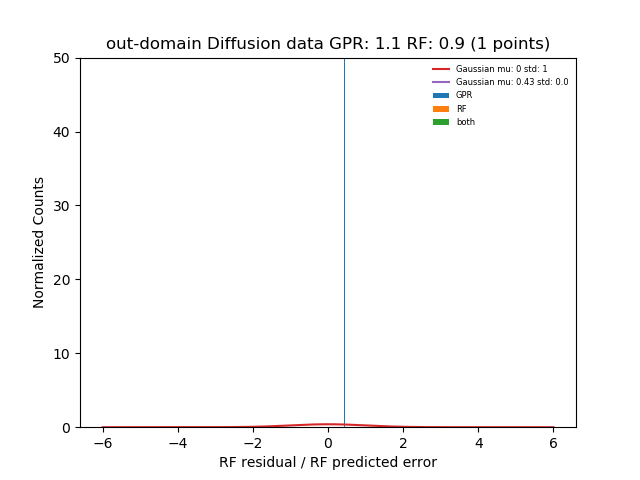 out-domain Diffusion data GPR: 1.1 RF: 0.9 (1 points)
Gaussian mu: 0 std: 1
Gaussian mu: 0.43 std: 0.0
GPR
RF
both
Normalized Counts
50
40
30
20
10
0
−6 −4 −2 0 2 4 6
RF residual / RF predicted error